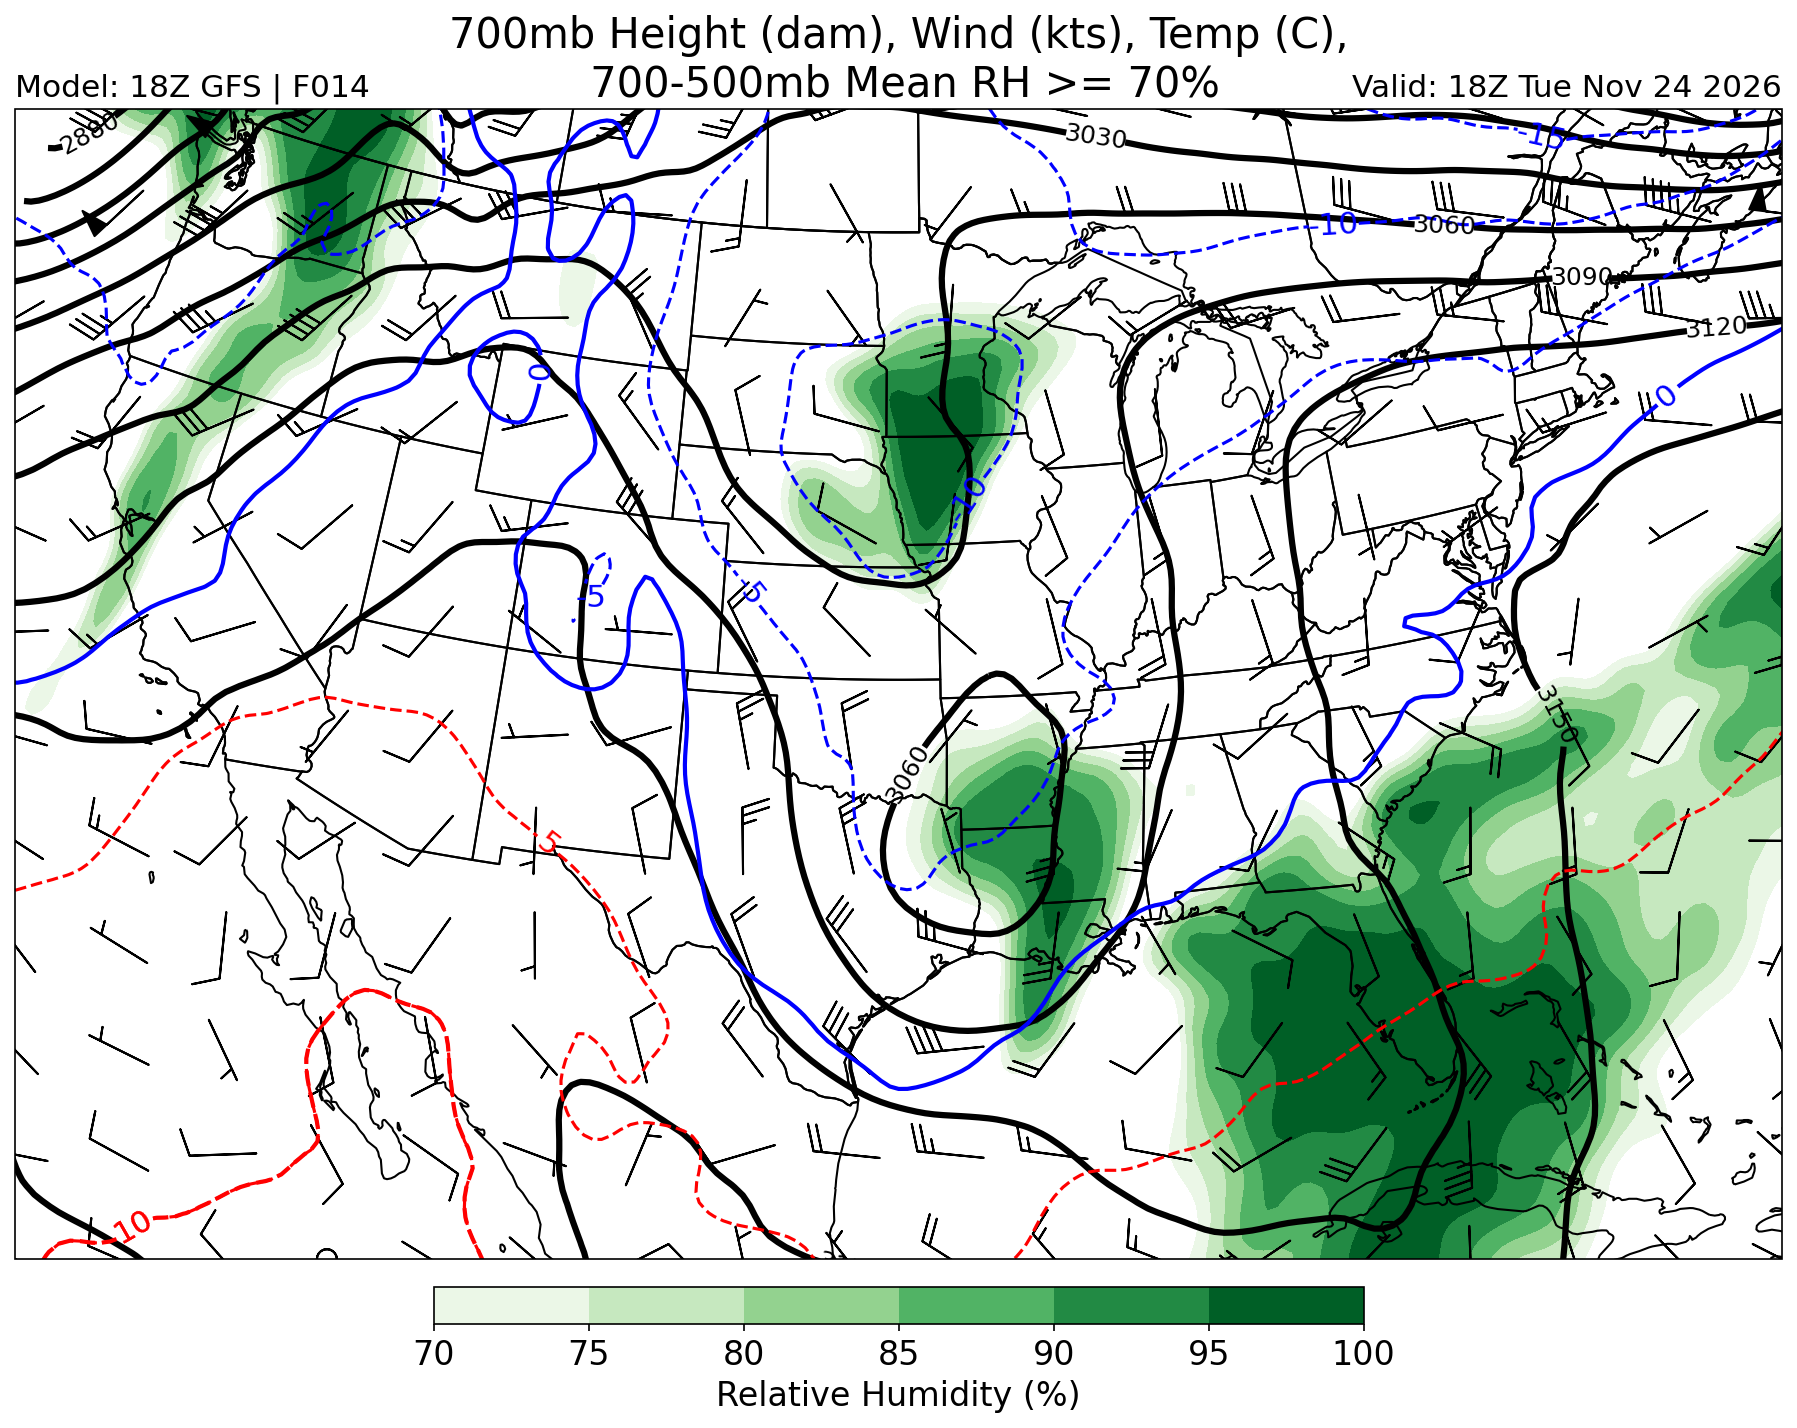 700mb Height (dam), Wind (kts), Temp (C),
700-500mb Mean RH >= 70%
Model: 18Z GFS | F014
Valid: 18Z Tue Nov 24 2026
2880
3030
-15
-10
3060
3090
3120
0
0
-10
-5
-5
3150
3060
5
10
70 75 80 85 90 95 100
Relative Humidity (%)